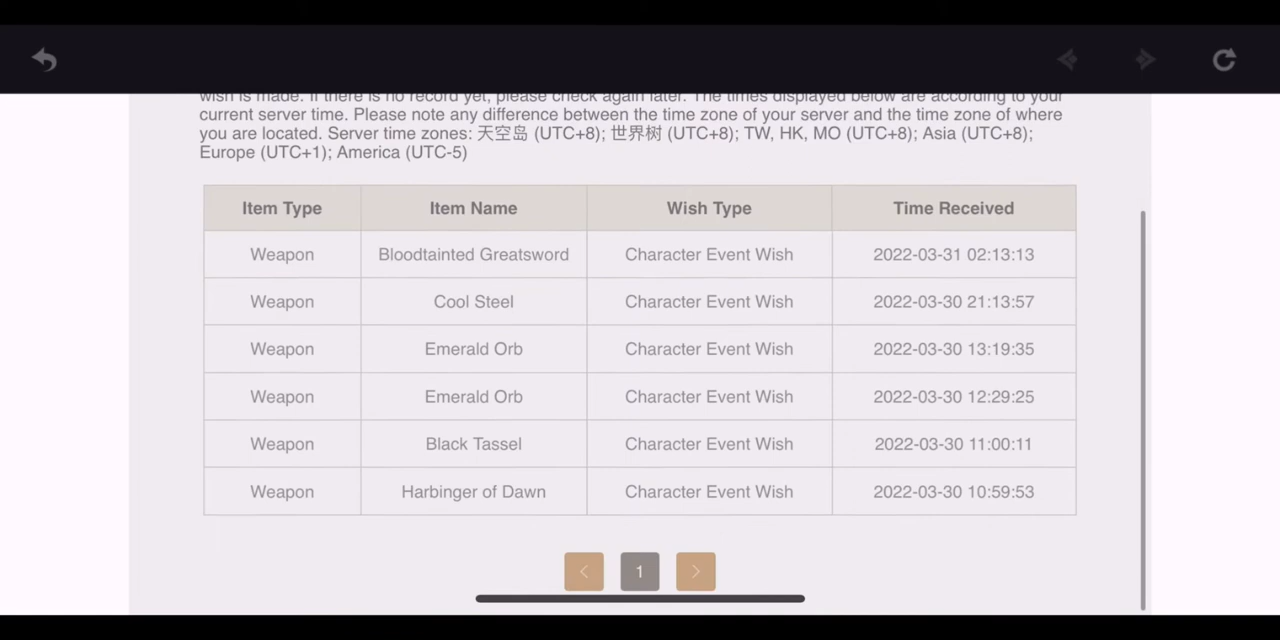 wish is made. If there is no record yet, please check again later. The times displayed below are according to your
current server time. Please note any difference between the time zone of your server and the time zone of where
you are located. Server time zones: 天空岛 (UTC+8); 世界树 (UTC+8); TW, HK, MO (UTC+8); Asia (UTC+8);
Europe (UTC+1); America (UTC-5)
Item Type Item Name Wish Type Time Received
Weapon Bloodtainted Greatsword Character Event Wish 2022-03-31 02:13:13
Weapon Cool Steel Character Event Wish 2022-03-30 21:13:57
Weapon Emerald Orb Character Event Wish 2022-03-30 13:19:35
Weapon Emerald Orb Character Event Wish 2022-03-30 12:29:25
Weapon Black Tassel Character Event Wish 2022-03-30 11:00:11
Weapon Harbinger of Dawn Character Event Wish 2022-03-30 10:59:53
1